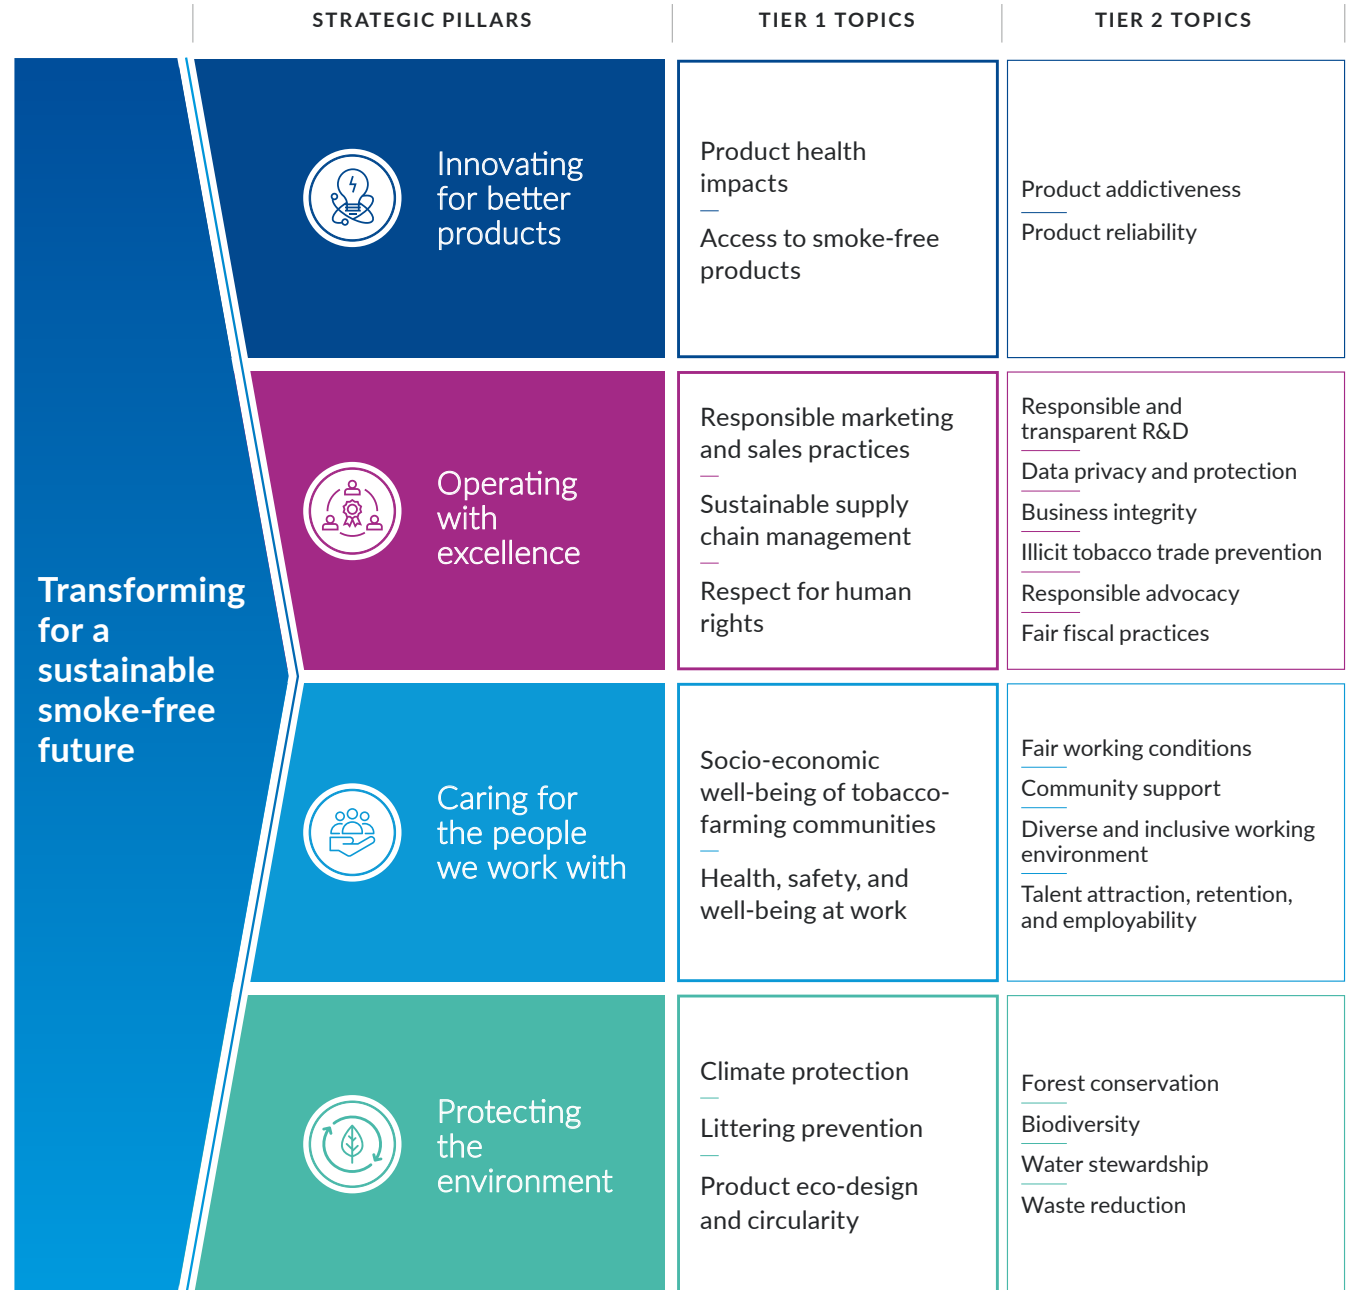 STRATEGIC PILLARS
TIER 1 TOPICS
TIER 2 TOPICS
Transforming
for a
sustainable
smoke-free
future
Innovating
for better
products
Product health
impacts
Access to smoke-free
products
Product addictiveness
Product reliability
Operating
with
excellence
Responsible marketing
and sales practices
Sustainable supply
chain management
Respect for human
rights
Responsible and
transparent R&D
Data privacy and protection
Business integrity
Illicit tobacco trade prevention
Responsible advocacy
Fair fiscal practices
Caring for
the people
we work with
Socio-economic
well-being of tobacco-
farming communities
Health, safety, and
well-being at work
Fair working conditions
Community support
Diverse and inclusive working
environment
Talent attraction, retention,
and employability
Protecting
the
environment
Climate protection
Littering prevention
Product eco-design
and circularity
Forest conservation
Biodiversity
Water stewardship
Waste reduction